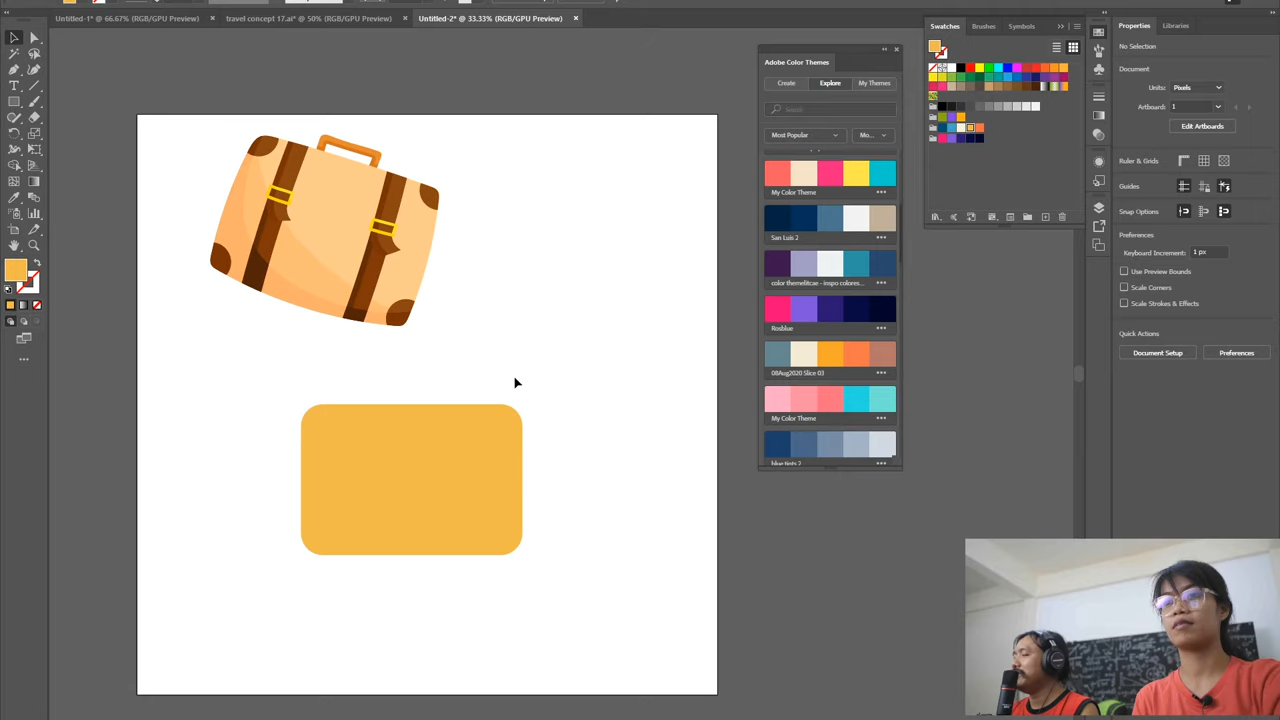 Untitled-1* @ 66.67% (RGB/GPU Preview) ×
travel concept 17.ai* @ 50% (RGB/GPU Preview) ×
Untitled-2* @ 33.33% (RGB/GPU Preview) ×
Swatches Brushes Symbols
Adobe Color Themes
Create Explore My Themes
Search
Most Popular Mo...
My Color Theme
San Luis 2
color themelitcae - inspo colores...
Rosblue
08Aug2020 Slice 03
My Color Theme
blue tints 2
Properties Libraries
No Selection
Document
Units: Pixels
Artboards: 1
Edit Artboards
Ruler & Grids
Guides
Snap Options
Preferences
Keyboard Increment: 1 px
Use Preview Bounds
Scale Corners
Scale Strokes & Effects
Quick Actions
Document Setup Preferences